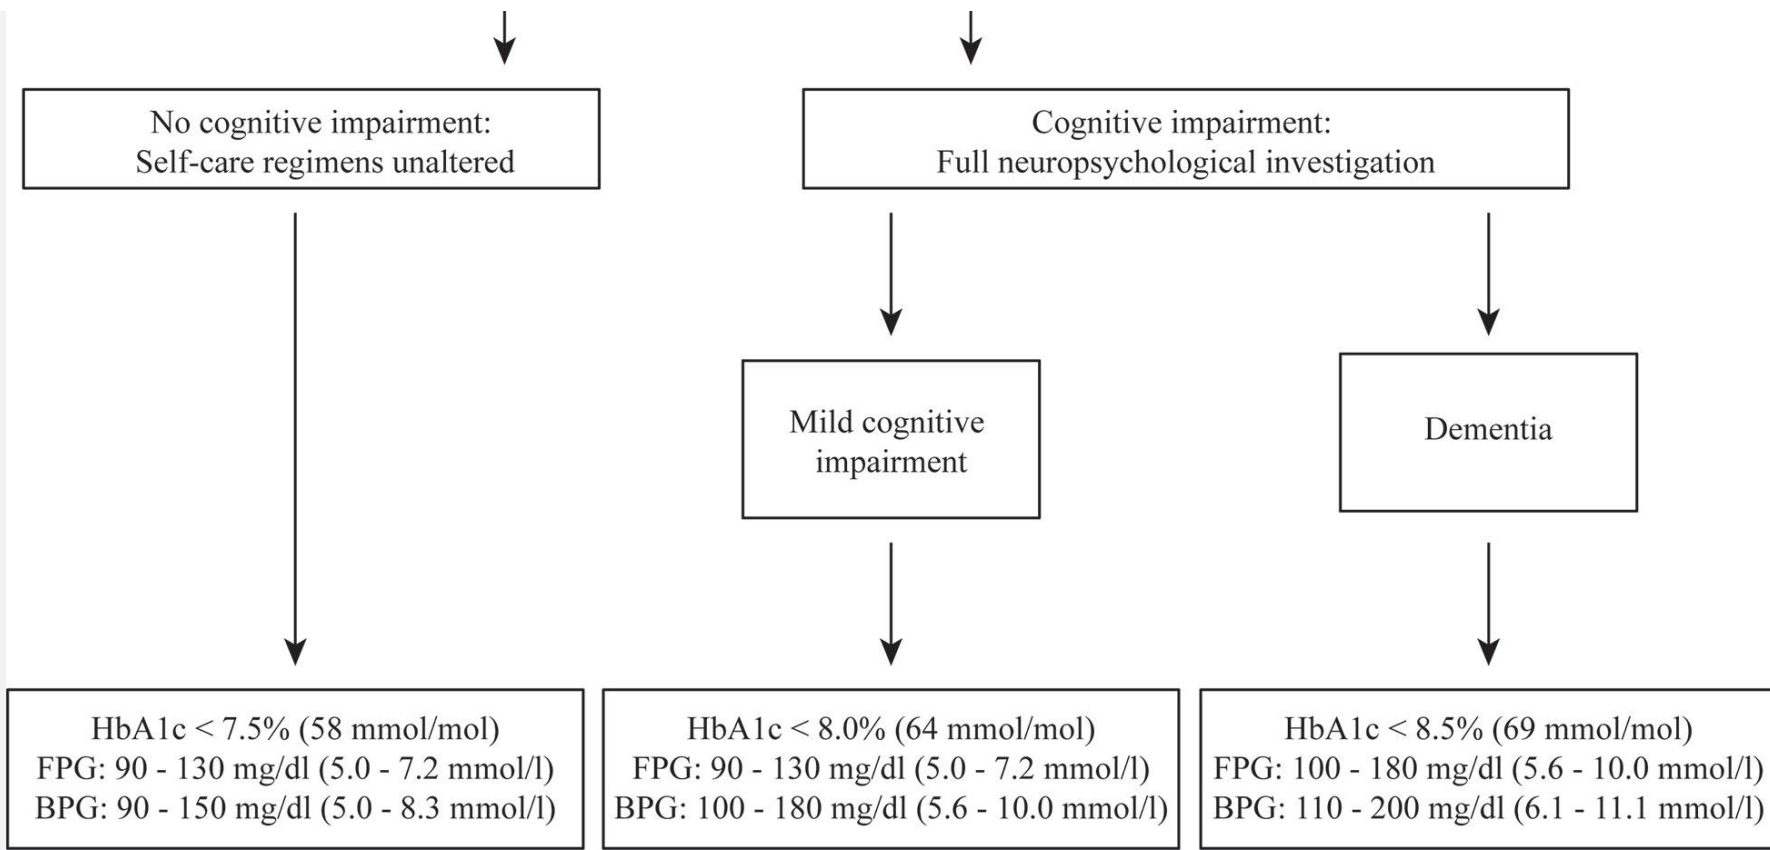 No cognitive impairment:
Self-care regimens unaltered
Cognitive impairment:
Full neuropsychological investigation
Mild cognitive
impairment
Dementia
HbA1c < 7.5% (58 mmol/mol)
FPG: 90 - 130 mg/dl (5.0 - 7.2 mmol/l)
BPG: 90 - 150 mg/dl (5.0 - 8.3 mmol/l)
HbA1c < 8.0% (64 mmol/mol)
FPG: 90 - 130 mg/dl (5.0 - 7.2 mmol/l)
BPG: 100 - 180 mg/dl (5.6 - 10.0 mmol/l)
HbA1c < 8.5% (69 mmol/mol)
FPG: 100 - 180 mg/dl (5.6 - 10.0 mmol/l)
BPG: 110 - 200 mg/dl (6.1 - 11.1 mmol/l)